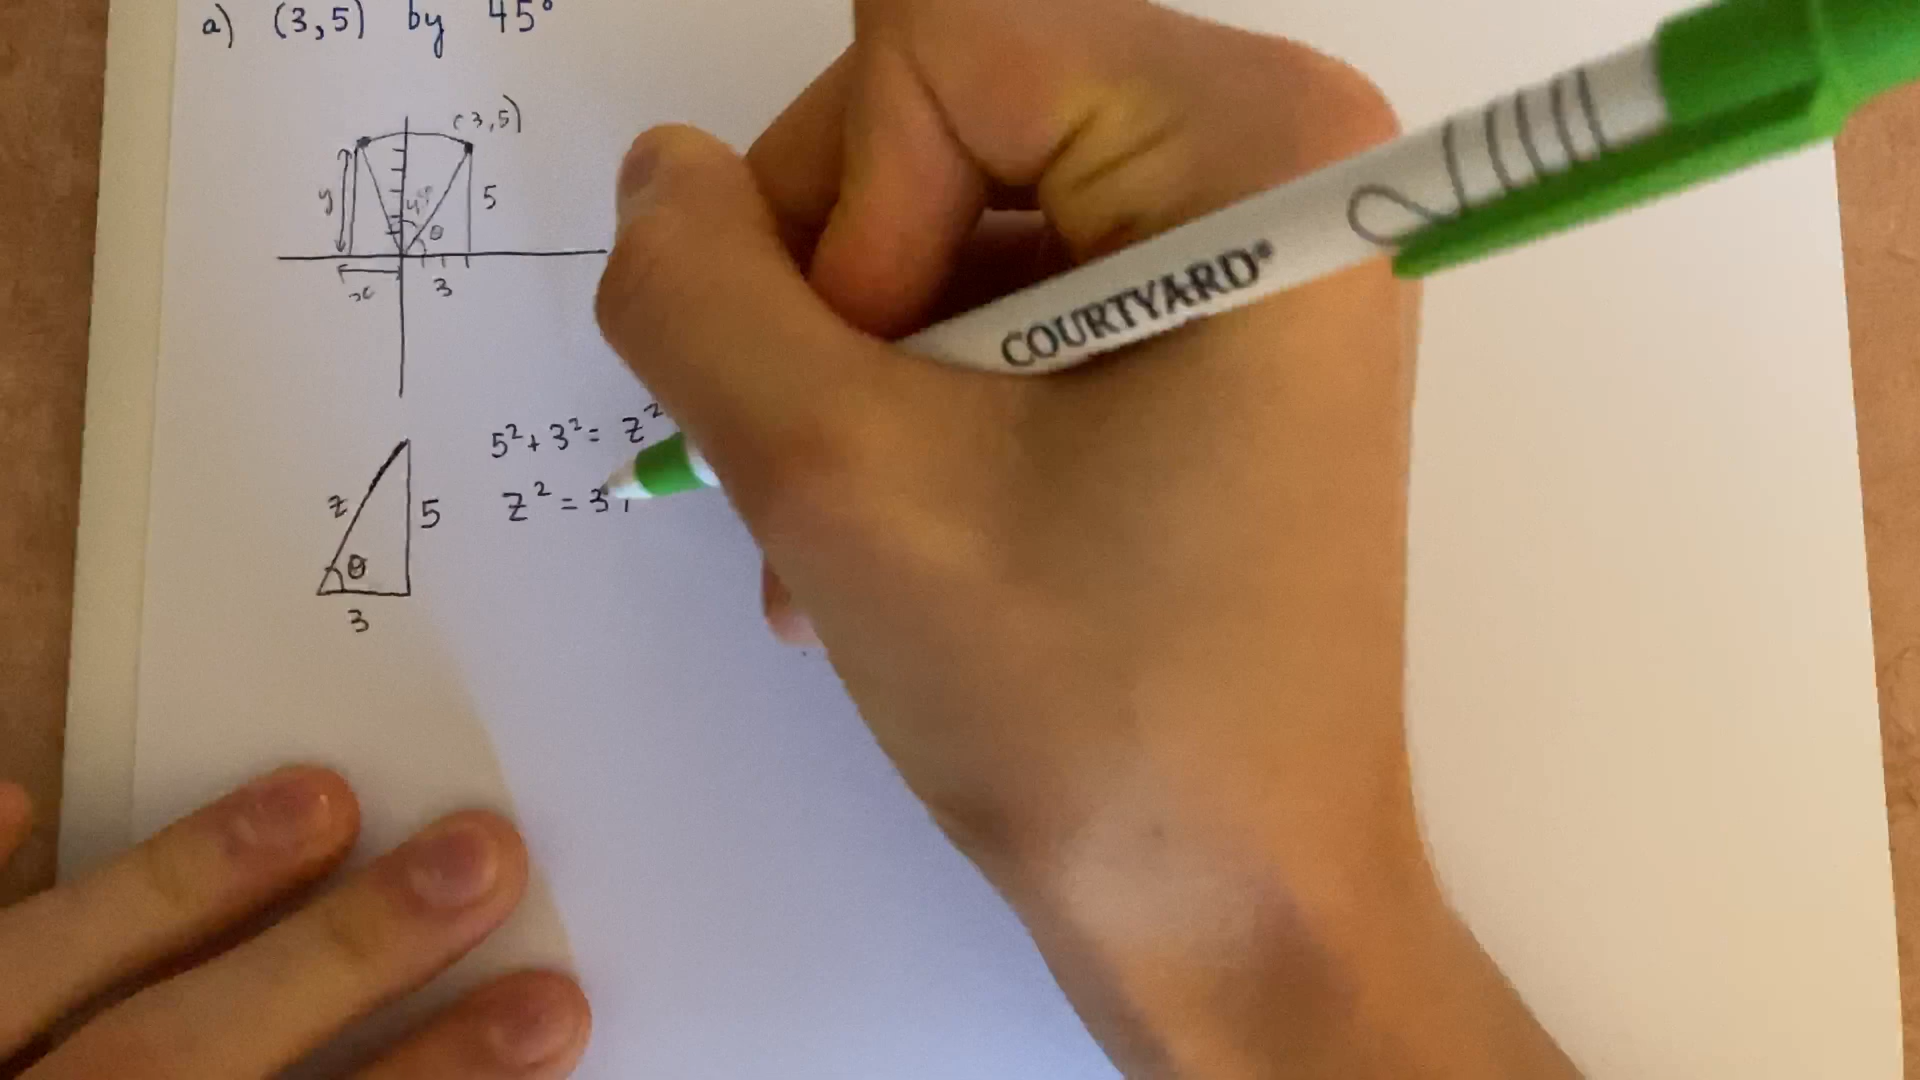 a) (3,5) by 45°
(3,5)
y
45°
θ
5
x
3
5² + 3² = z²
z² = 3
z
5
θ
3
COURTYARD®